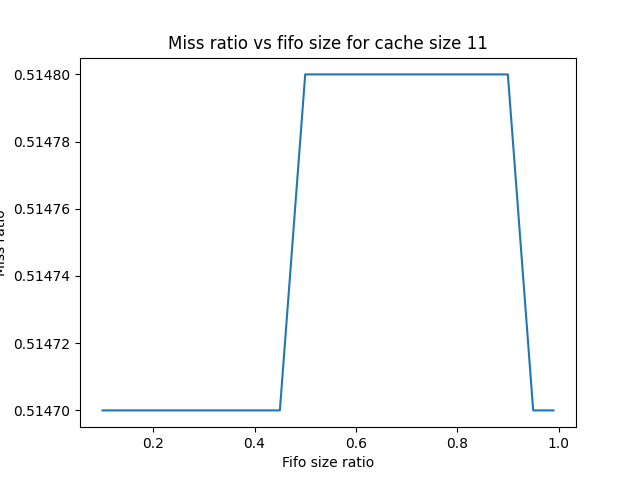 Miss ratio vs fifo size for cache size 11
0.51480
0.51478
0.51476
0.51474
0.51472
0.51470
Miss ratio
0.2 0.4 0.6 0.8 1.0
Fifo size ratio